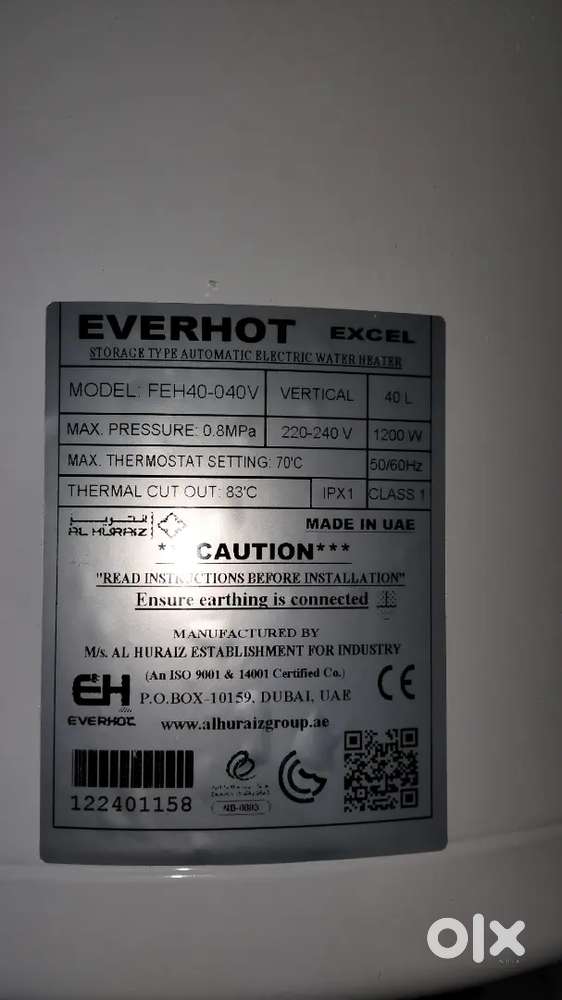 EVERHOT EXCEL
STORAGE TYPE AUTOMATIC ELECTRIC WATER HEATER
MODEL: FEH40-040V VERTICAL 40 L
MAX. PRESSURE: 0.8MPa 220-240 V 1200 W
MAX. THERMOSTAT SETTING: 70'C 50/60Hz
THERMAL CUT OUT: 83'C IPX1 CLASS 1
AL HURAIZ
MADE IN UAE
CAUTION***
"READ INSTRUCTIONS BEFORE INSTALLATION"
Ensure earthing is connected
MANUFACTURED BY
M/s. AL HURAIZ ESTABLISHMENT FOR INDUSTRY
(An ISO 9001 & 14001 Certified Co.)
EH P.O.BOX-10159, DUBAI, UAE CE
EVERHOT www.alhuraizgroup.ae
122401158
NB-0003
olx
INDIA